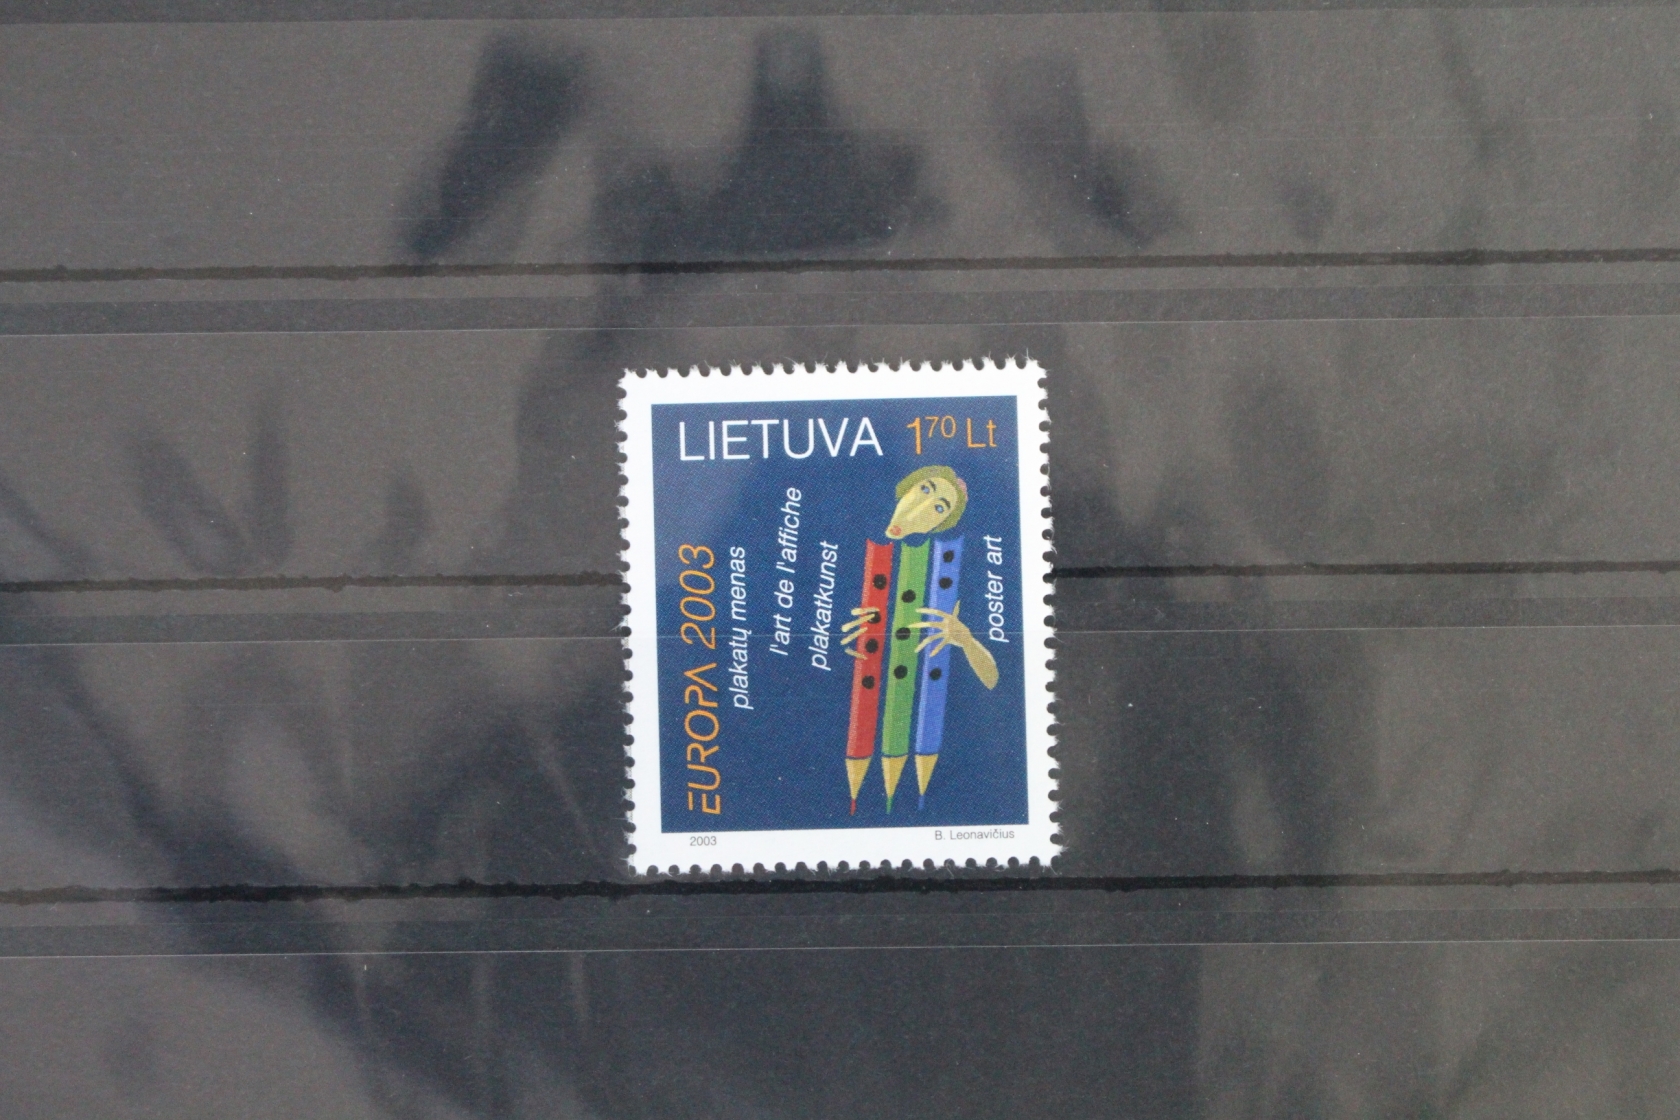 LIETUVA 1⁷⁰ Lt
EUROPA 2003
plakatų menas
l'art de l'affiche
plakatkunst
poster art
2003
B. Leonavičius